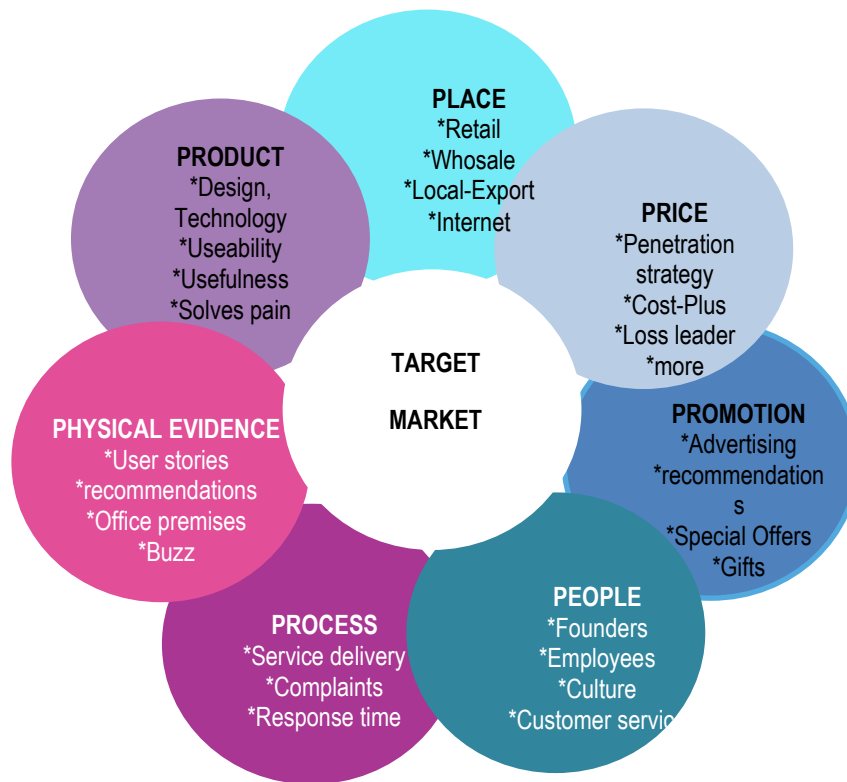 PLACE
*Retail
*Whosale
*Local-Export
*Internet
PRODUCT
*Design,
Technology
*Useability
*Usefulness
*Solves pain
PRICE
*Penetration
strategy
*Cost-Plus
*Loss leader
*more
TARGET
MARKET
PHYSICAL EVIDENCE
*User stories
*recommendations
*Office premises
*Buzz
PROMOTION
*Advertising
*recommendation
s
*Special Offers
*Gifts
PROCESS
*Service delivery
*Complaints
*Response time
PEOPLE
*Founders
*Employees
*Culture
*Customer servic